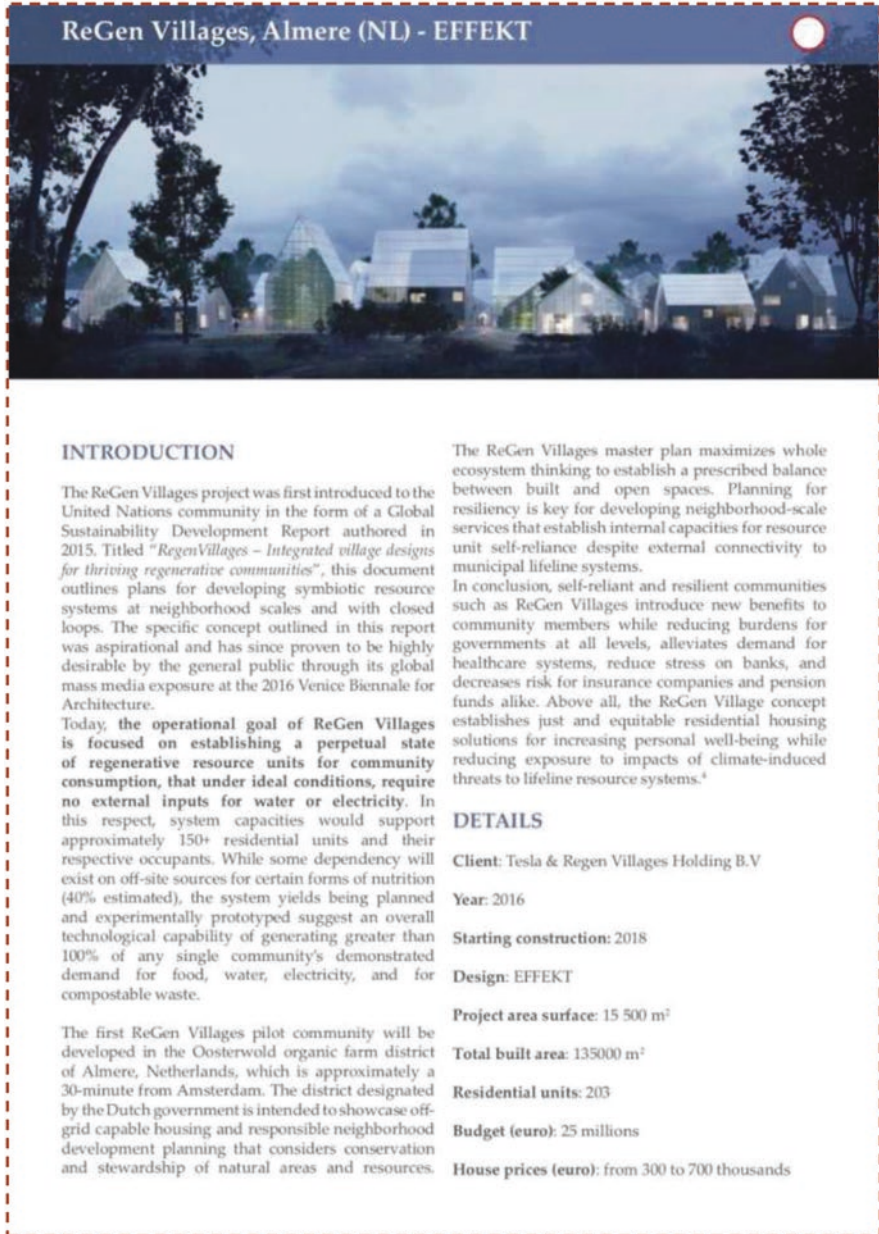 ReGen Villages, Almere (NL) - EFFEKT
INTRODUCTION
The ReGen Villages project was first introduced to the
United Nations community in the form of a Global
Sustainability Development Report authored in
2015. Titled "RegenVillages – Integrated village designs
for thriving regenerative communities", this document
outlines plans for developing symbiotic resource
systems at neighborhood scales and with closed
loops. The specific concept outlined in this report
was aspirational and has since proven to be highly
desirable by the general public through its global
mass media exposure at the 2016 Venice Biennale for
Architecture.
Today, the operational goal of ReGen Villages
is focused on establishing a perpetual state
of regenerative resource units for community
consumption, that under ideal conditions, require
no external inputs for water or electricity. In
this respect, system capacities would support
approximately 150+ residential units and their
respective occupants. While some dependency will
exist on off-site sources for certain forms of nutrition
(40% estimated), the system yields being planned
and experimentally prototyped suggest an overall
technological capability of generating greater than
100% of any single community's demonstrated
demand for food, water, electricity, and for
compostable waste.
The first ReGen Villages pilot community will be
developed in the Oosterwold organic farm district
of Almere, Netherlands, which is approximately a
30-minute from Amsterdam. The district designated
by the Dutch government is intended to showcase off-
grid capable housing and responsible neighborhood
development planning that considers conservation
and stewardship of natural areas and resources.
The ReGen Villages master plan maximizes whole
ecosystem thinking to establish a prescribed balance
between built and open spaces. Planning for
resiliency is key for developing neighborhood-scale
services that establish internal capacities for resource
unit self-reliance despite external connectivity to
municipal lifeline systems.
In conclusion, self-reliant and resilient communities
such as ReGen Villages introduce new benefits to
community members while reducing burdens for
governments at all levels, alleviates demand for
healthcare systems, reduce stress on banks, and
decreases risk for insurance companies and pension
funds alike. Above all, the ReGen Village concept
establishes just and equitable residential housing
solutions for increasing personal well-being while
reducing exposure to impacts of climate-induced
threats to lifeline resource systems.⁴
DETAILS
Client: Tesla & Regen Villages Holding B.V
Year: 2016
Starting construction: 2018
Design: EFFEKT
Project area surface: 15 500 m²
Total built area: 135000 m²
Residential units: 203
Budget (euro): 25 millions
House prices (euro): from 300 to 700 thousands